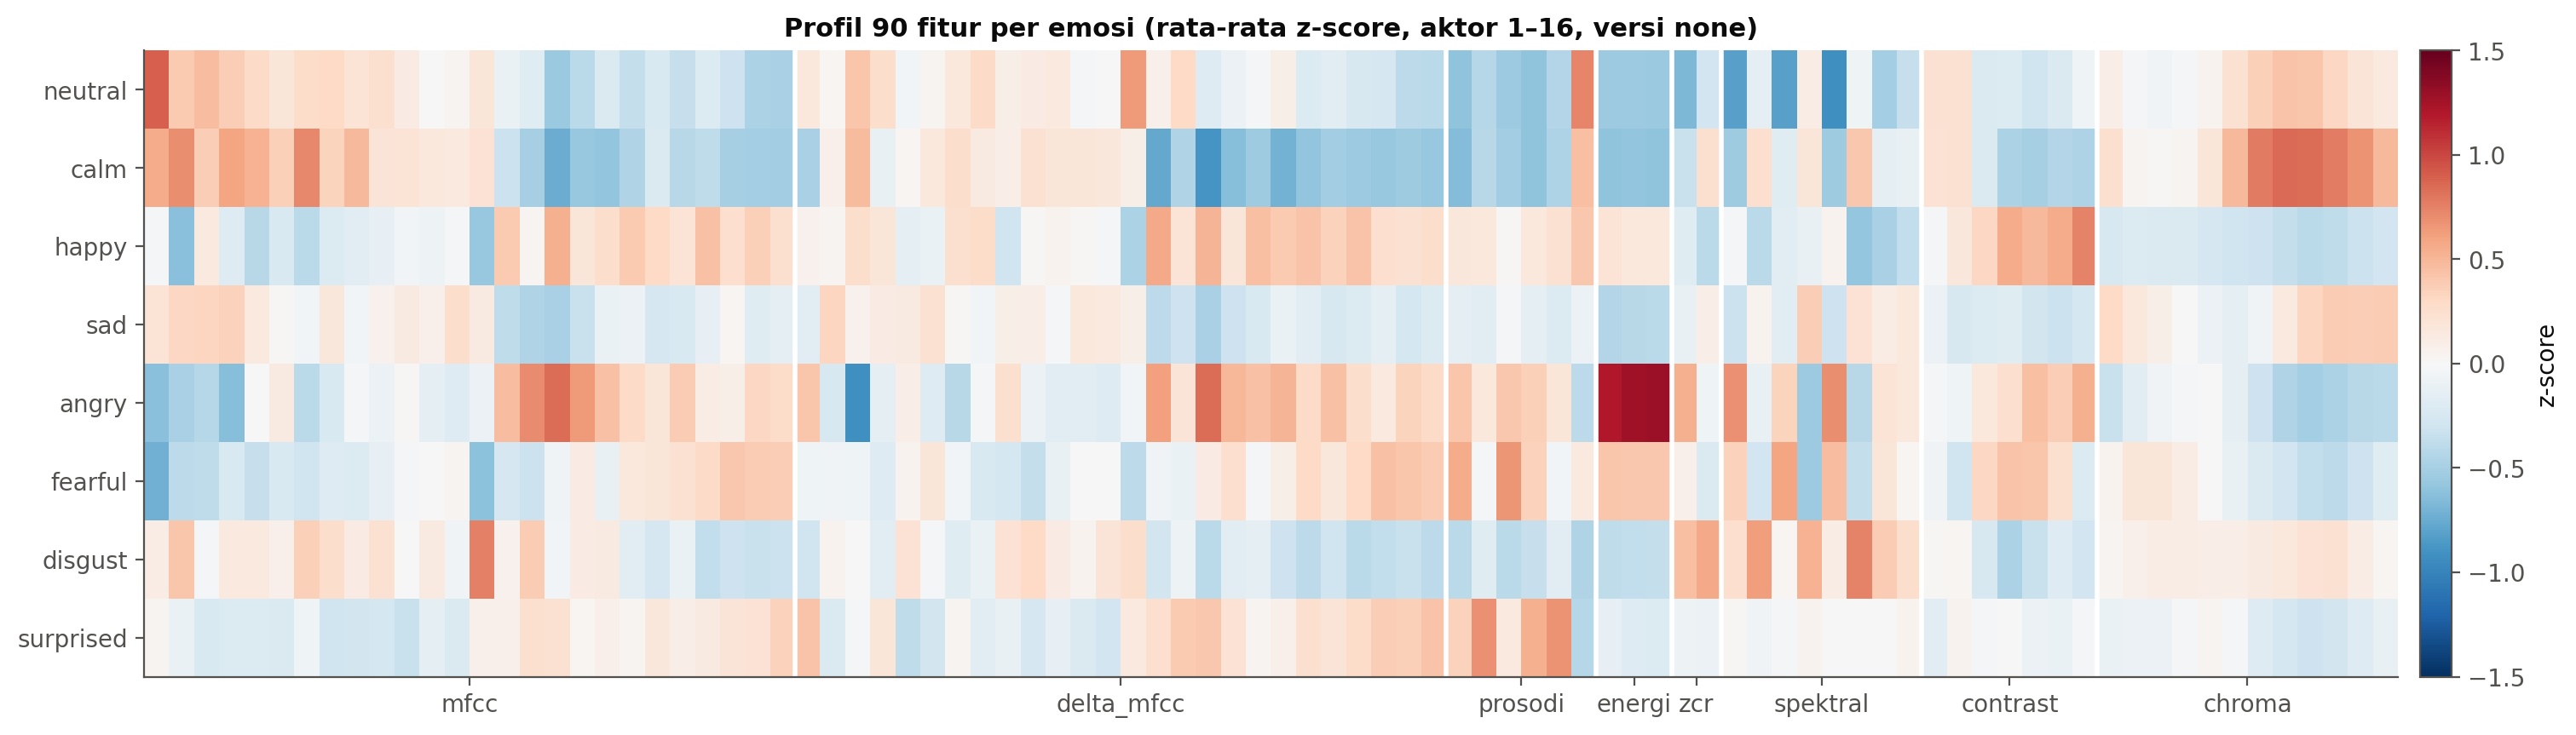 Profil 90 fitur per emosi (rata-rata z-score, aktor 1–16, versi none)
neutral
calm
happy
sad
angry
fearful
disgust
surprised
mfcc
delta_mfcc
prosodi
energi
zcr
spektral
contrast
chroma
1.5
1.0
0.5
0.0
−0.5
−1.0
−1.5
z-score